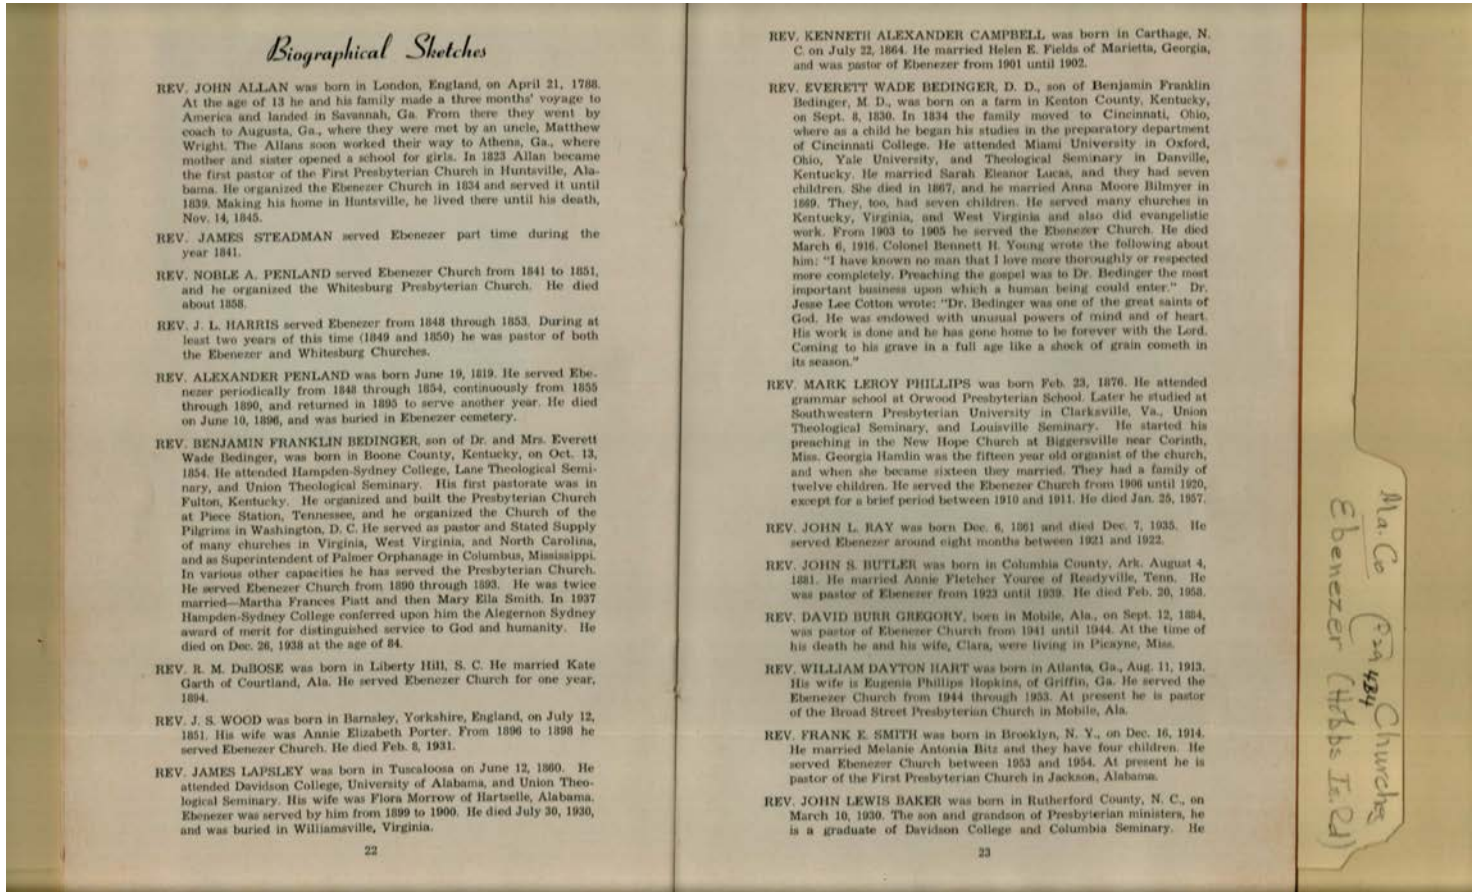 Biographical Sketches
REV. JOHN ALLAN was born in London, England, on April 21, 1788.
At the age of 13 he and his family made a three months' voyage to
America and landed in Savannah, Ga. From there they went by
coach to Augusta, Ga., where they were met by an uncle, Matthew
Wright. The Allans soon worked their way to Athens, Ga., where
mother and sister opened a school for girls. In 1823 Allan became
the first pastor of the First Presbyterian Church in Huntsville, Ala-
bama. He organized the Ebenezer Church in 1834 and served it until
1839. Making his home in Huntsville, he lived there until his death,
Nov. 14, 1845.
REV. JAMES STEADMAN served Ebenezer part time during the
year 1841.
REV. NOBLE A. PENLAND served Ebenezer Church from 1841 to 1851,
and he organized the Whitesburg Presbyterian Church. He died
about 1858.
REV. J. L. HARRIS served Ebenezer from 1848 through 1853. During at
least two years of this time (1849 and 1850) he was pastor of both
the Ebenezer and Whitesburg Churches.
REV. ALEXANDER PENLAND was born June 19, 1819. He served Ebe-
nezer periodically from 1848 through 1854, continuously from 1855
through 1890, and returned in 1895 to serve another year. He died
on June 10, 1896, and was buried in Ebenezer cemetery.
REV. BENJAMIN FRANKLIN BEDINGER, son of Dr. and Mrs. Everett
Wade Bedinger, was born in Boone County, Kentucky, on Oct. 13,
1854. He attended Hampden-Sydney College, Lane Theological Semi-
nary, and Union Theological Seminary. His first pastorate was in
Fulton, Kentucky. He organized and built the Presbyterian Church
at Piece Station, Tennessee, and he organized the Church of the
Pilgrims in Washington, D. C. He served as pastor and Stated Supply
of many churches in Virginia, West Virginia, and North Carolina,
and as Superintendent of Palmer Orphanage in Columbus, Mississippi.
In various other capacities he has served the Presbyterian Church.
He served Ebenezer Church from 1890 through 1893. He was twice
married—Martha Frances Piatt and then Mary Ella Smith. In 1937
Hampden-Sydney College conferred upon him the Alegernon Sydney
award of merit for distinguished service to God and humanity. He
died on Dec. 26, 1938 at the age of 84.
REV. R. M. DuBOSE was born in Liberty Hill, S. C. He married Kate
Garth of Courtland, Ala. He served Ebenezer Church for one year,
1894.
REV. J. S. WOOD was born in Barnsley, Yorkshire, England, on July 12,
1851. His wife was Annie Elizabeth Porter. From 1896 to 1898 he
served Ebenezer Church. He died Feb. 8, 1931.
REV. JAMES LAPSLEY was born in Tuscaloosa on June 12, 1860. He
attended Davidson College, University of Alabama, and Union Theo-
logical Seminary. His wife was Flora Morrow of Hartselle, Alabama.
Ebenezer was served by him from 1899 to 1900. He died July 30, 1930,
and was buried in Williamsville, Virginia.
22
REV. KENNETH ALEXANDER CAMPBELL was born in Carthage, N.
C. on July 22, 1864. He married Helen E. Fields of Marietta, Georgia,
and was pastor of Ebenezer from 1901 until 1902.
REV. EVERETT WADE BEDINGER, D. D., son of Benjamin Franklin
Bedinger, M. D., was born on a farm in Kenton County, Kentucky,
on Sept. 8, 1830. In 1834 the family moved to Cincinnati, Ohio,
where as a child he began his studies in the preparatory department
of Cincinnati College. He attended Miami University in Oxford,
Ohio, Yale University, and Theological Seminary in Danville,
Kentucky. He married Sarah Eleanor Lucas, and they had seven
children. She died in 1867, and he married Anna Moore Bilmyer in
1869. They, too, had seven children. He served many churches in
Kentucky, Virginia, and West Virginia and also did evangelistic
work. From 1903 to 1905 he served the Ebenezer Church. He died
March 6, 1916. Colonel Bennett H. Young wrote the following about
him: "I have known no man that I love more thoroughly or respected
more completely. Preaching the gospel was to Dr. Bedinger the most
important business upon which a human being could enter." Dr.
Jesse Lee Cotton wrote: "Dr. Bedinger was one of the great saints of
God. He was endowed with unusual powers of mind and of heart.
His work is done and he has gone home to be forever with the Lord.
Coming to his grave in a full age like a shock of grain cometh in
its season."
REV. MARK LEROY PHILLIPS was born Feb. 23, 1876. He attended
grammar school at Orwood Presbyterian School. Later he studied at
Southwestern Presbyterian University in Clarksville, Va., Union
Theological Seminary, and Louisville Seminary. He started his
preaching in the New Hope Church at Biggersville near Corinth,
Miss. Georgia Hamlin was the fifteen year old organist of the church,
and when she became sixteen they married. They had a family of
twelve children. He served the Ebenezer Church from 1906 until 1920,
except for a brief period between 1910 and 1911. He died Jan. 25, 1957.
REV. JOHN L. RAY was born Dec. 6, 1861 and died Dec. 7, 1935. He
served Ebenezer around eight months between 1921 and 1922.
REV. JOHN S. BUTLER was born in Columbia County, Ark. August 4,
1881. He married Annie Fletcher Youree of Readyville, Tenn. He
was pastor of Ebenezer from 1923 until 1939. He died Feb. 20, 1958.
REV. DAVID BURR GREGORY, born in Mobile, Ala., on Sept. 12, 1884,
was pastor of Ebenezer Church from 1941 until 1944. At the time of
his death he and his wife, Clara, were living in Picayne, Miss.
REV. WILLIAM DAYTON HART was born in Atlanta, Ga., Aug. 11, 1913.
His wife is Eugenia Phillips Hopkins, of Griffin, Ga. He served the
Ebenezer Church from 1944 through 1953. At present he is pastor
of the Broad Street Presbyterian Church in Mobile, Ala.
REV. FRANK E. SMITH was born in Brooklyn, N. Y., on Dec. 16, 1914.
He married Melanie Antonia Bitz and they have four children. He
served Ebenezer Church between 1953 and 1954. At present he is
pastor of the First Presbyterian Church in Jackson, Alabama.
REV. JOHN LEWIS BAKER was born in Rutherford County, N. C., on
March 10, 1930. The son and grandson of Presbyterian ministers, he
is a graduate of Davidson College and Columbia Seminary. He
23
Ma. Co Churches
Ebenezer (Hobbs Is. Rd)